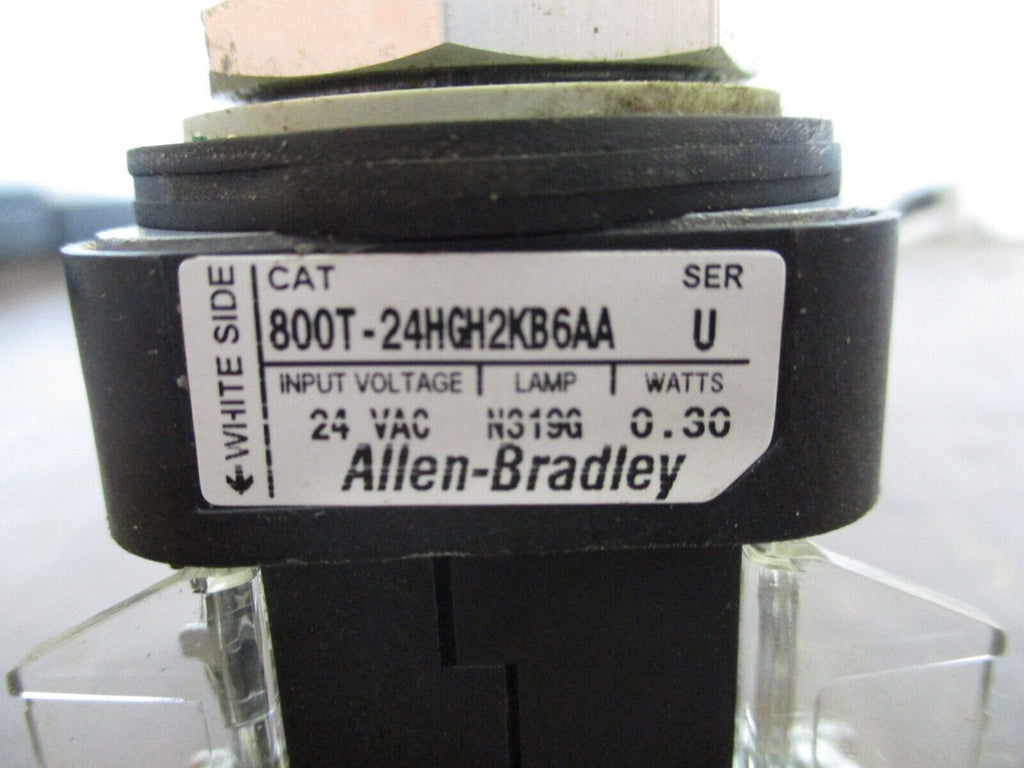 ← WHITE SIDE
CAT SER
800T-24HGH2KB6AA U
INPUT VOLTAGE | LAMP | WATTS
24 VAC N319G 0.30
Allen-Bradley